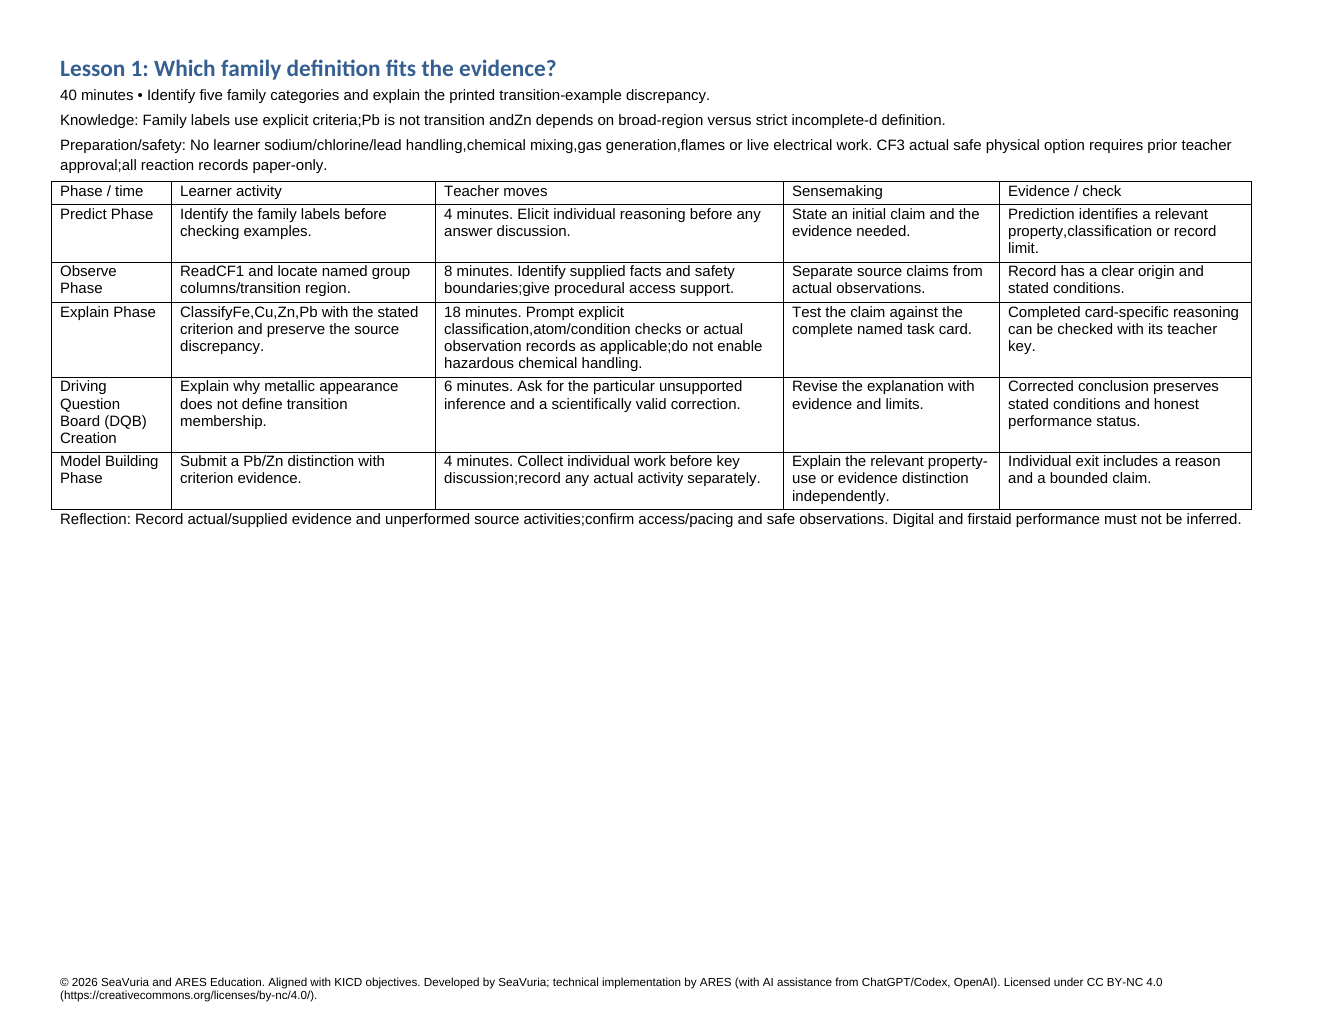 Lesson 1: Which family definition fits the evidence?
40 minutes • Identify five family categories and explain the printed transition-example discrepancy.
Knowledge: Family labels use explicit criteria;Pb is not transition andZn depends on broad-region versus strict incomplete-d definition.
Preparation/safety: No learner sodium/chlorine/lead handling,chemical mixing,gas generation,flames or live electrical work. CF3 actual safe physical option requires prior teacher
approval;all reaction records paper-only.
Phase / time
Learner activity
Teacher moves
Sensemaking
Evidence / check
Predict Phase
Identify the family labels before
checking examples.
4 minutes. Elicit individual reasoning before any
answer discussion.
State an initial claim and the
evidence needed.
Prediction identifies a relevant
property,classification or record
limit.
Observe
Phase
ReadCF1 and locate named group
columns/transition region.
8 minutes. Identify supplied facts and safety
boundaries;give procedural access support.
Separate source claims from
actual observations.
Record has a clear origin and
stated conditions.
Explain Phase
ClassifyFe,Cu,Zn,Pb with the stated
criterion and preserve the source
discrepancy.
18 minutes. Prompt explicit
classification,atom/condition checks or actual
observation records as applicable;do not enable
hazardous chemical handling.
Test the claim against the
complete named task card.
Completed card-specific reasoning
can be checked with its teacher
key.
Driving
Question
Board (DQB)
Creation
Explain why metallic appearance
does not define transition
membership.
6 minutes. Ask for the particular unsupported
inference and a scientifically valid correction.
Revise the explanation with
evidence and limits.
Corrected conclusion preserves
stated conditions and honest
performance status.
Model Building
Phase
Submit a Pb/Zn distinction with
criterion evidence.
4 minutes. Collect individual work before key
discussion;record any actual activity separately.
Explain the relevant property-
use or evidence distinction
independently.
Individual exit includes a reason
and a bounded claim.
Reflection: Record actual/supplied evidence and unperformed source activities;confirm access/pacing and safe observations. Digital and firstaid performance must not be inferred.
© 2026 SeaVuria and ARES Education. Aligned with KICD objectives. Developed by SeaVuria; technical implementation by ARES (with AI assistance from ChatGPT/Codex, OpenAI). Licensed under CC BY-NC 4.0
(https://creativecommons.org/licenses/by-nc/4.0/).